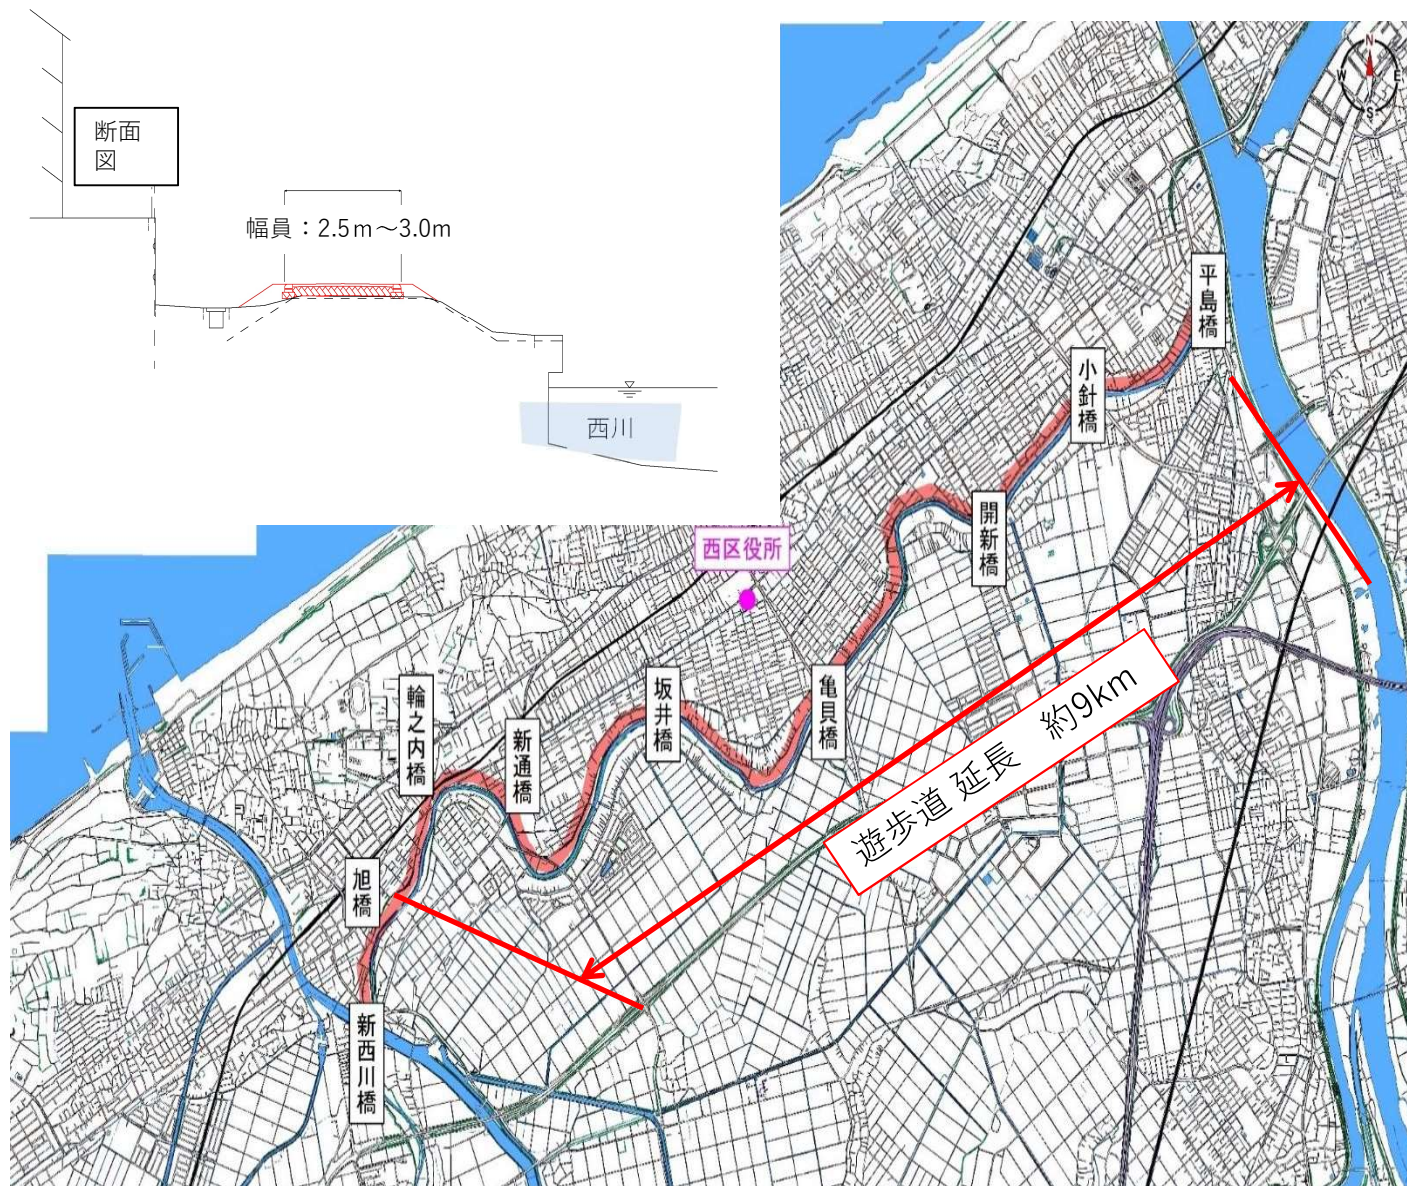 断面
図
幅員：2.5ｍ～3.0m
西川
N
W
E
S
平島橋
小針橋
開新橋
西区役所
亀貝橋
坂井橋
新通橋
輪之内橋
旭橋
新西川橋
遊歩道 延長　約9km